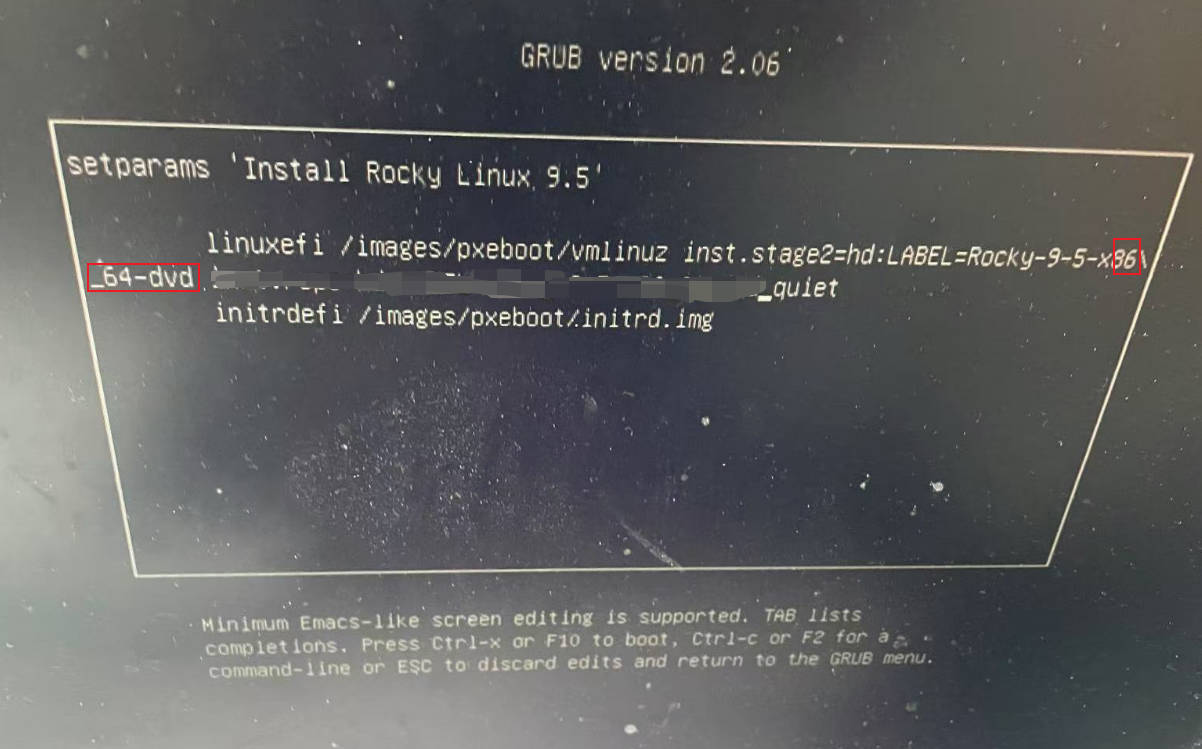 GRUB version 2.06
setparams 'Install Rocky Linux 9.5'
linuxefi /images/pxeboot/vmlinuz inst.stage2=hd:LABEL=Rocky-9-5-x86\
_64-dvd quiet
initrdefi /images/pxeboot/initrd.img
Minimum Emacs-like screen editing is supported. TAB lists
completions. Press Ctrl-x or F10 to boot, Ctrl-c or F2 for a
command-line or ESC to discard edits and return to the GRUB menu.